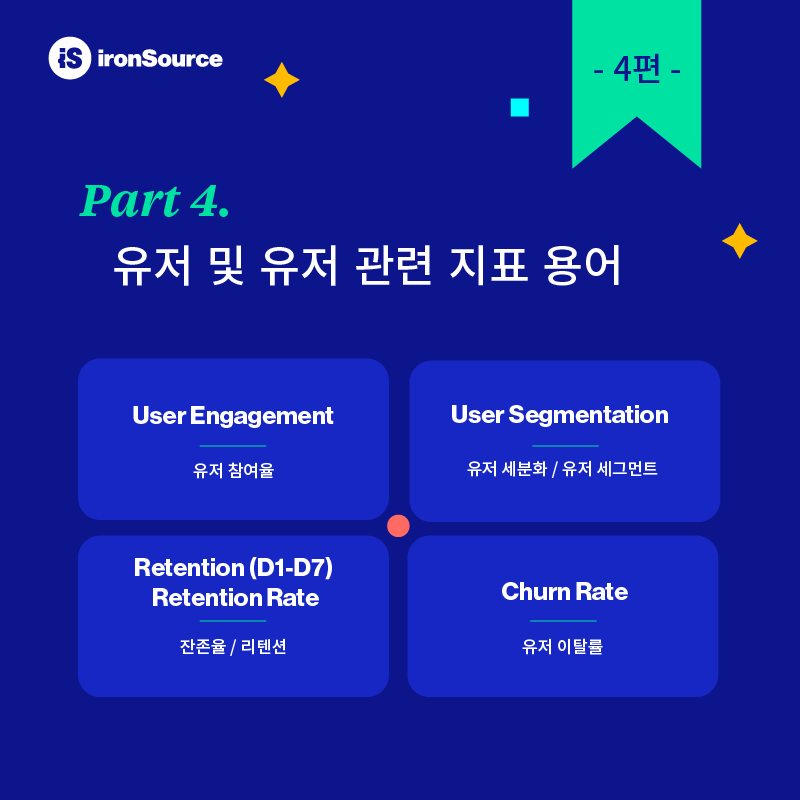 iS ironSource
- 4편 -
Part 4.
유저 및 유저 관련 지표 용어
User Engagement
유저 참여율
User Segmentation
유저 세분화 / 유저 세그먼트
Retention (D1-D7)
Retention Rate
잔존율 / 리텐션
Churn Rate
유저 이탈률